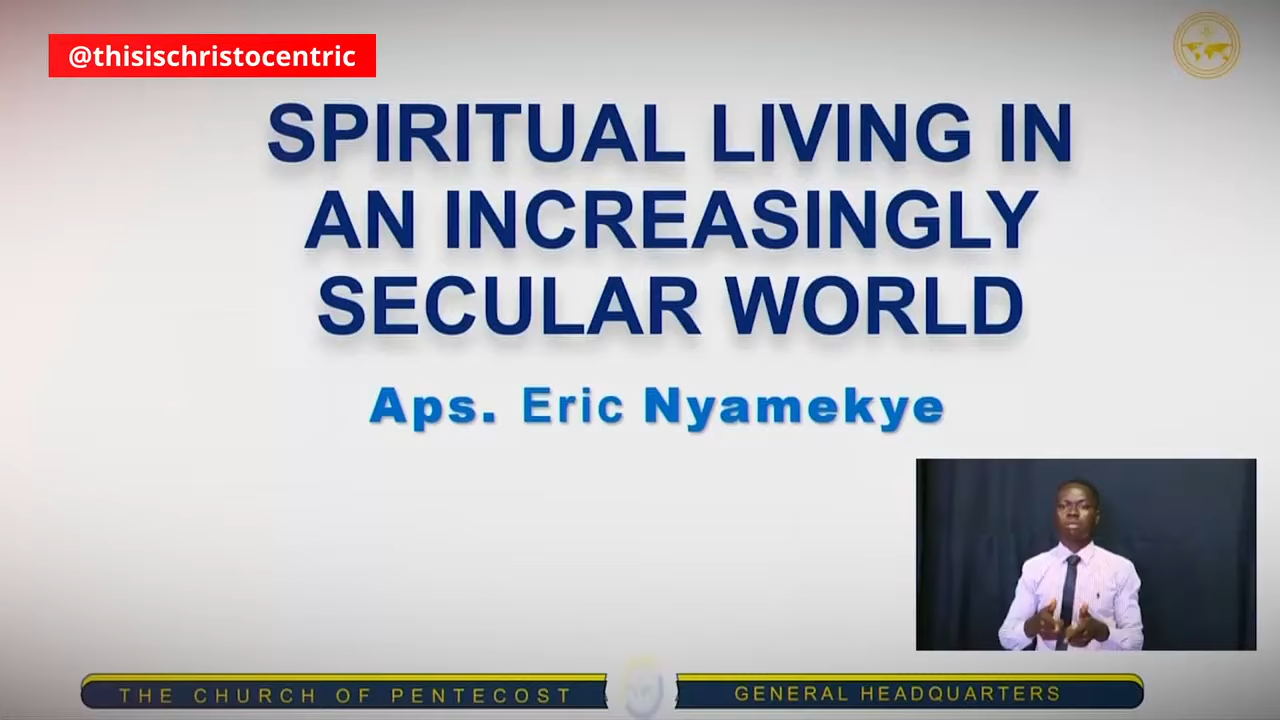 @thisischristocentric
SPIRITUAL LIVING IN
AN INCREASINGLY
SECULAR WORLD
Aps. Eric Nyamekye
THE CHURCH OF PENTECOST
GENERAL HEADQUARTERS